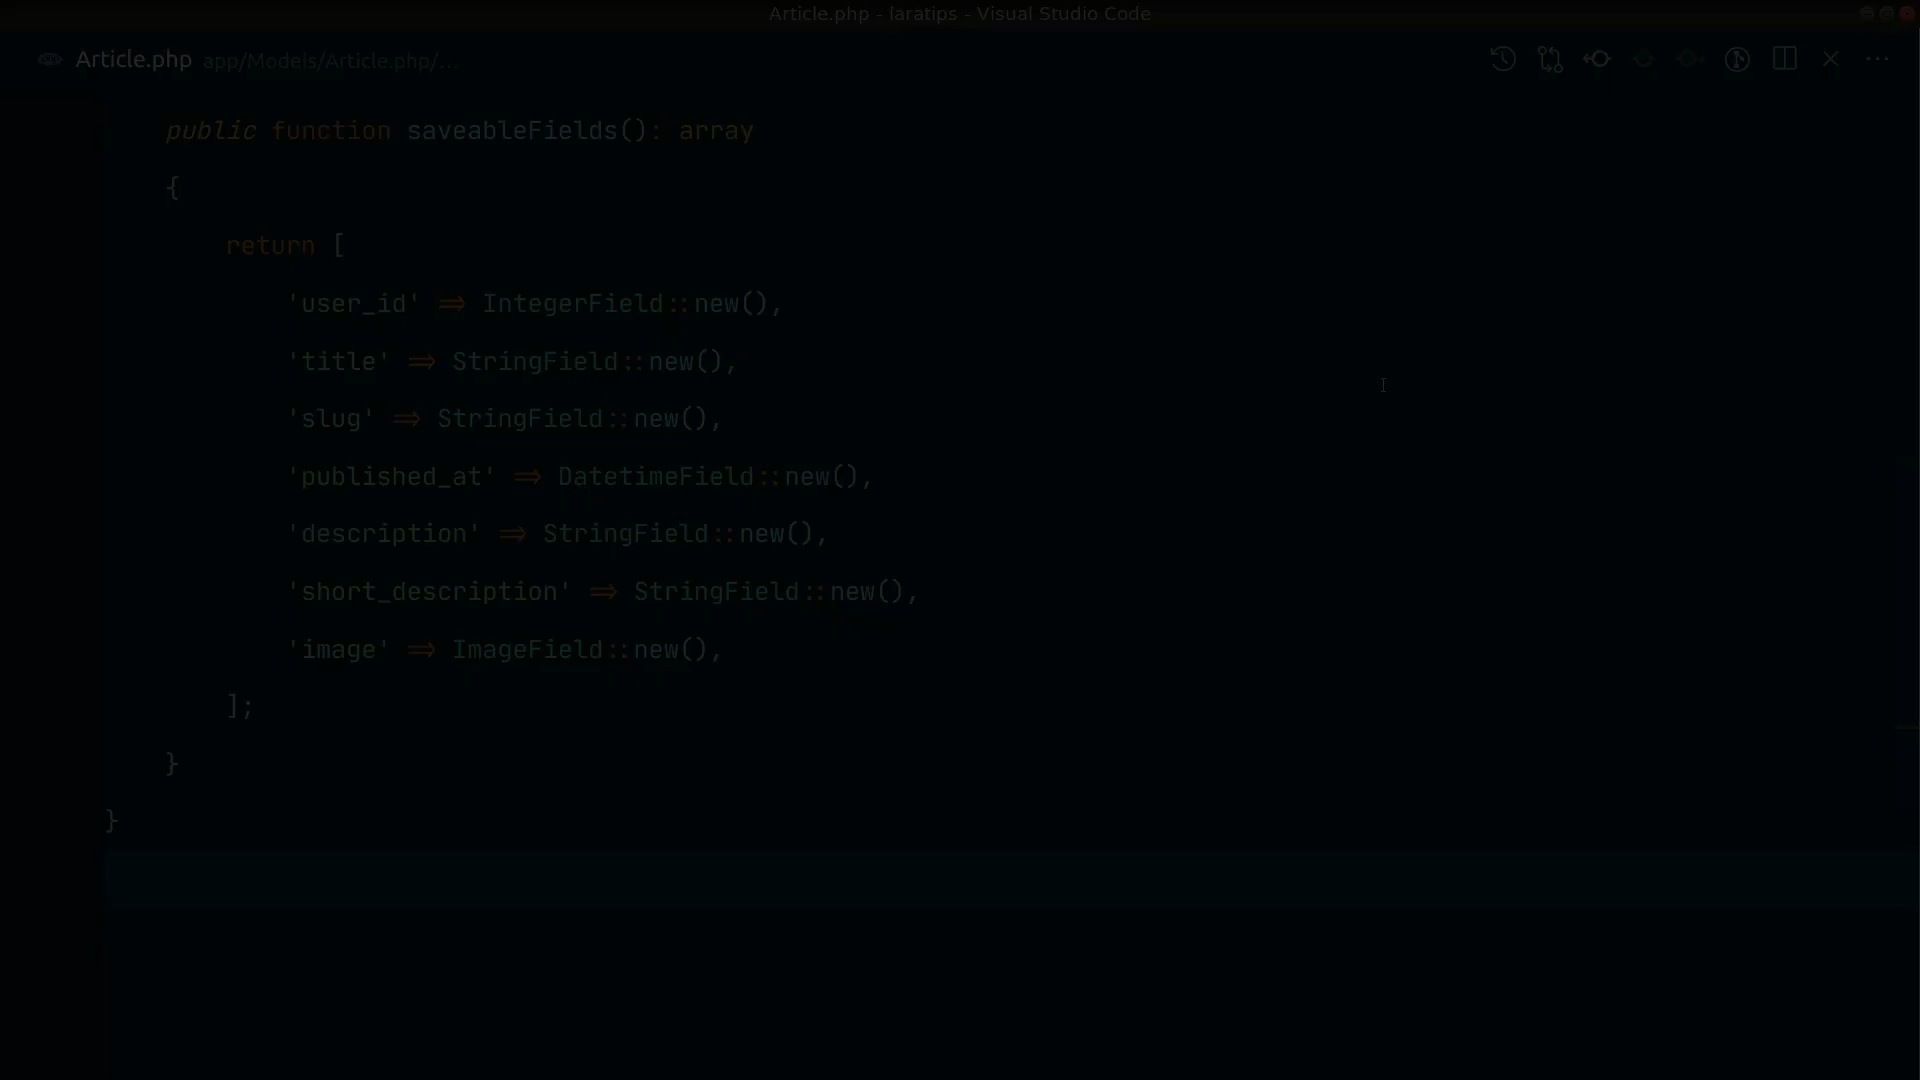 Article.php - laratips - Visual Studio Code
Article.php app/Models/Article.php/...
public function saveableFields(): array
{
return [
'user_id' => IntegerField::new(),
'title' => StringField::new(),
'slug' => StringField::new(),
'published_at' => DatetimeField::new(),
'description' => StringField::new(),
'short_description' => StringField::new(),
'image' => ImageField::new(),
];
}
}